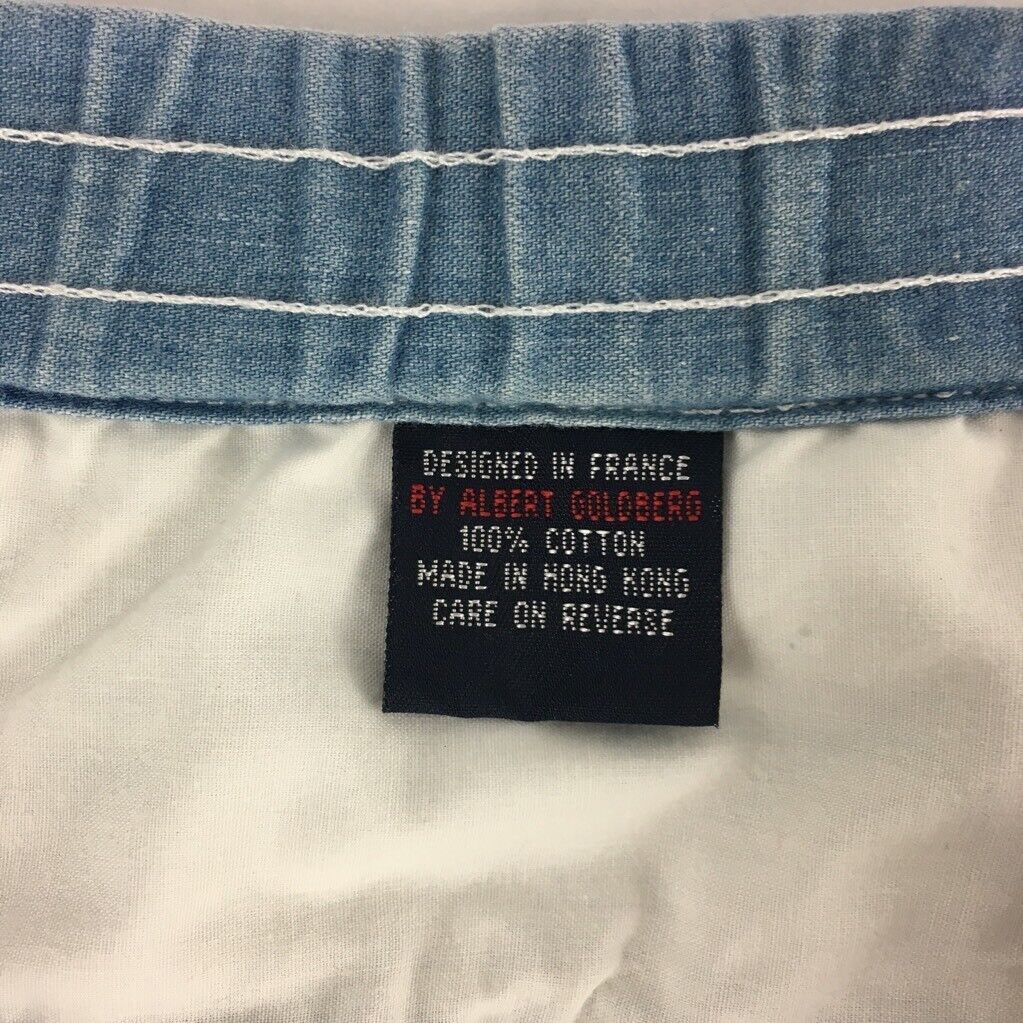 DESIGNED IN FRANCE
BY ALBERT GOLDBERG
100% COTTON
MADE IN HONG KONG
CARE ON REVERSE